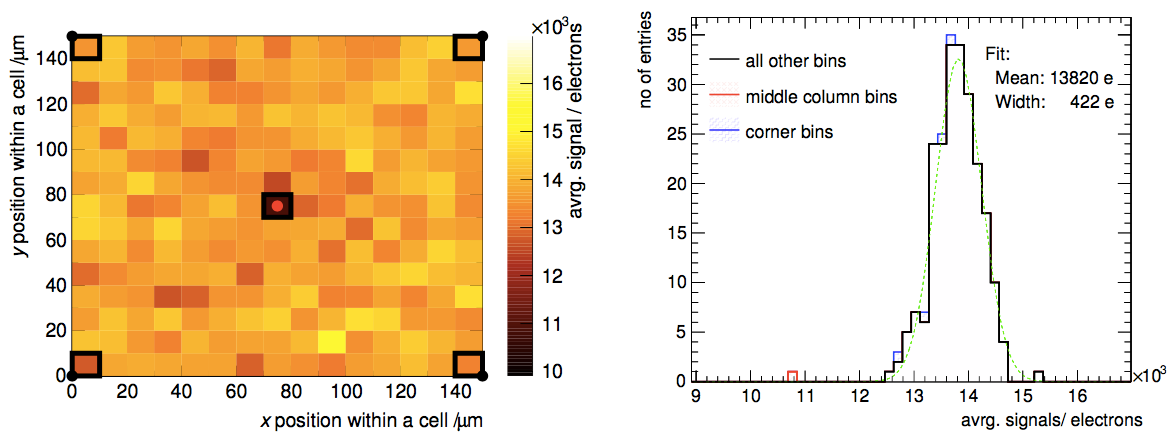 ×10³
140
120
100
80
60
40
20
0
0 20 40 60 80 100 120 140
y position within a cell /μm
x position within a cell /μm
16
15
14
13
12
11
10
avrg. signal / electrons
no of entries
35
30
25
20
15
10
5
0
all other bins
middle column bins
corner bins
Fit:
Mean: 13820 e
Width: 422 e
9 10 11 12 13 14 15 16
×10³
avrg. signals/ electrons